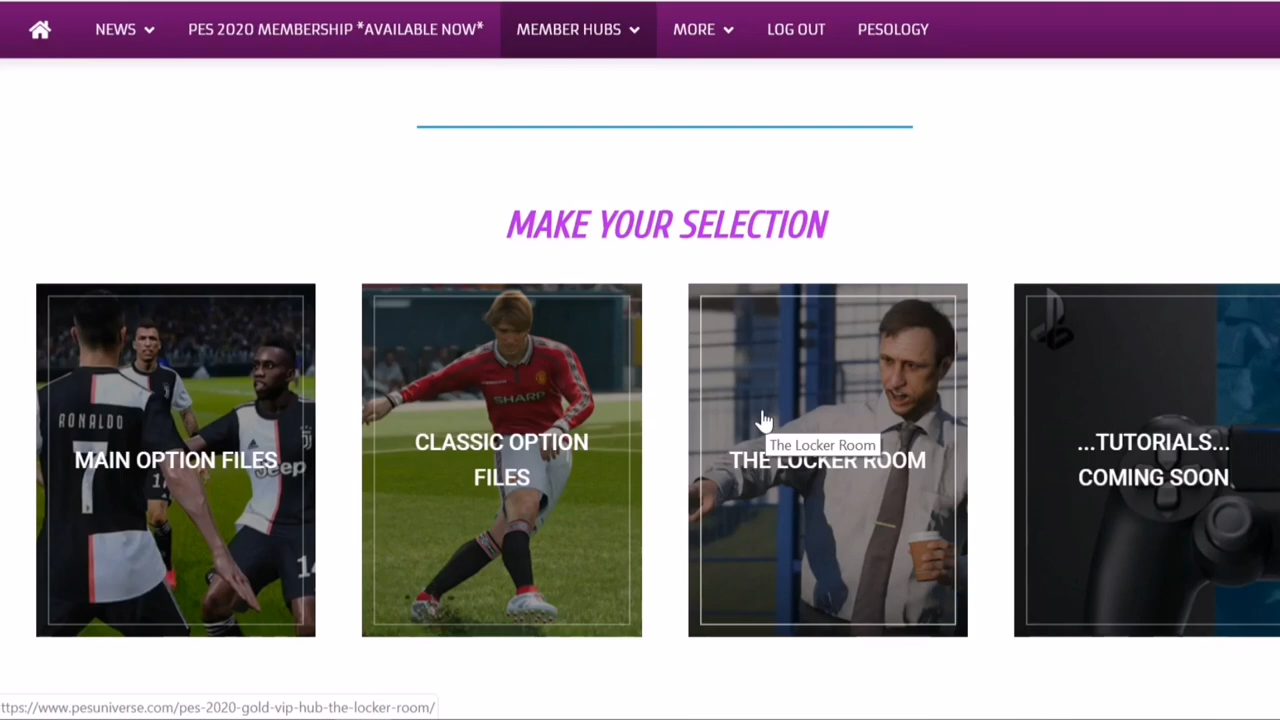 NEWS PES 2020 MEMBERSHIP *AVAILABLE NOW* MEMBER HUBS MORE LOG OUT PESOLOGY
MAKE YOUR SELECTION
RONALDO
7
Jeep
MAIN OPTION FILES
SHARP
CLASSIC OPTION
FILES
The Locker Room
THE LOCKER ROOM
...TUTORIALS...
COMING SOON
ttps://www.pesuniverse.com/pes-2020-gold-vip-hub-the-locker-room/